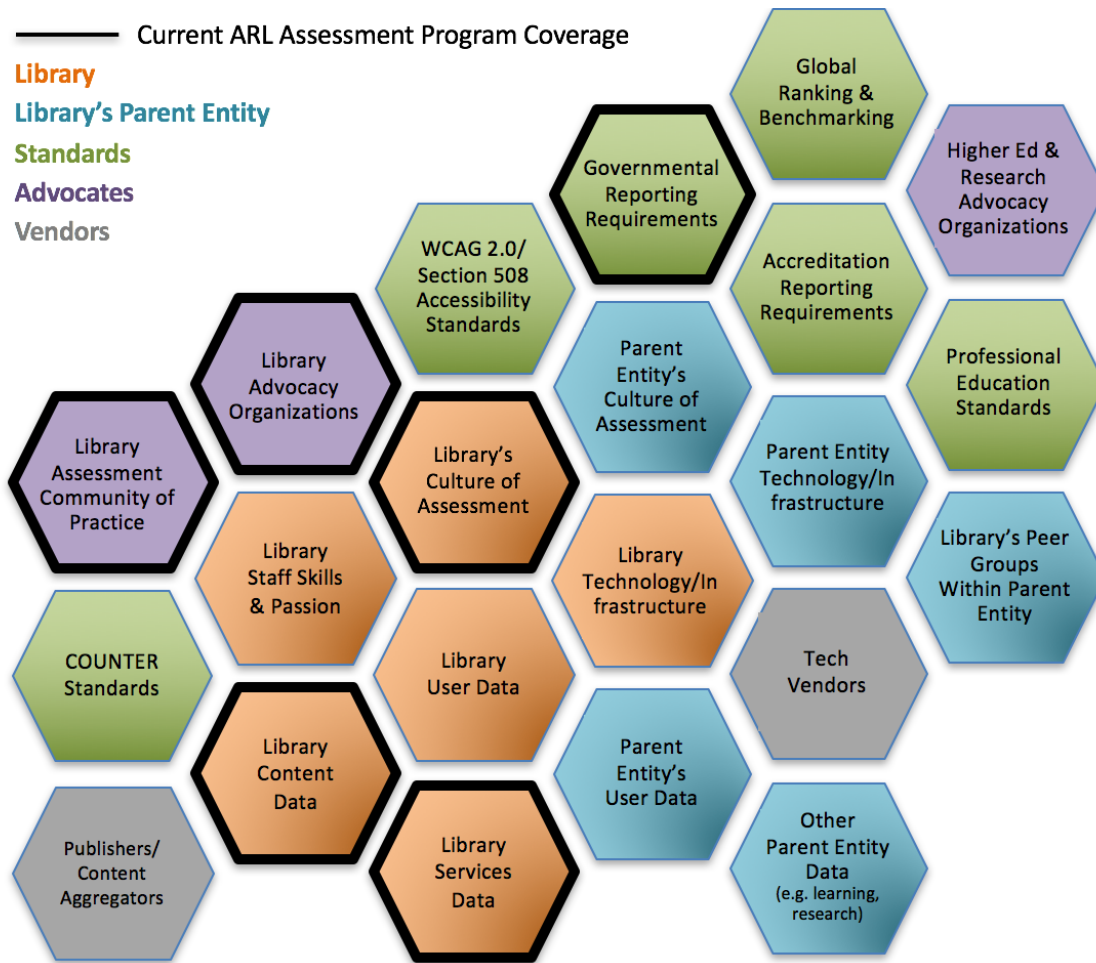 Current ARL Assessment Program Coverage
Library
Library's Parent Entity
Standards
Advocates
Vendors
Global
Ranking &
Benchmarking
Governmental
Reporting
Requirements
Higher Ed &
Research
Advocacy
Organizations
WCAG 2.0/
Section 508
Accessibility
Standards
Accreditation
Reporting
Requirements
Library
Advocacy
Organizations
Parent
Entity's
Culture of
Assessment
Professional
Education
Standards
Library
Assessment
Community of
Practice
Library's
Culture of
Assessment
Parent Entity
Technology/In
frastructure
Library
Staff Skills
& Passion
Library
Technology/In
frastructure
Library's Peer
Groups
Within Parent
Entity
COUNTER
Standards
Library
User Data
Tech
Vendors
Library
Content
Data
Parent
Entity's
User Data
Publishers/
Content
Aggregators
Library
Services
Data
Other
Parent Entity
Data
(e.g. learning,
research)